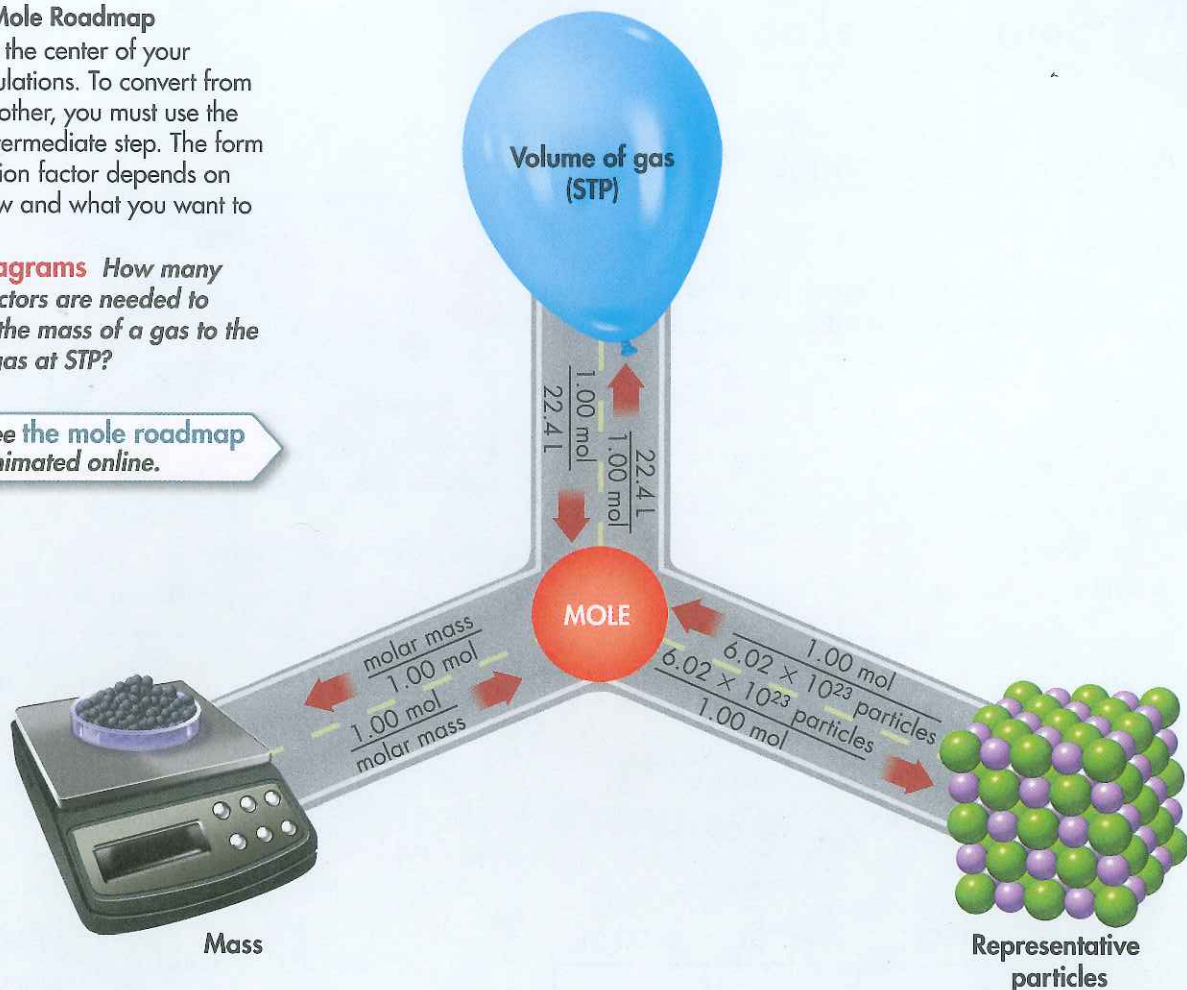 Mole Roadmap
the center of your
ulations. To convert from
other, you must use the
termediate step. The form
ion factor depends on
w and what you want to
agrams How many
ctors are needed to
the mass of a gas to the
gas at STP?
ee the mole roadmap
nimated online.
Volume of gas
(STP)
1.00 mol
22.4 L
22.4 L
1.00 mol
MOLE
molar mass
1.00 mol
1.00 mol
molar mass
1.00 mol
6.02 × 10²³ particles
6.02 × 10²³ particles
1.00 mol
Mass
Representative
particles